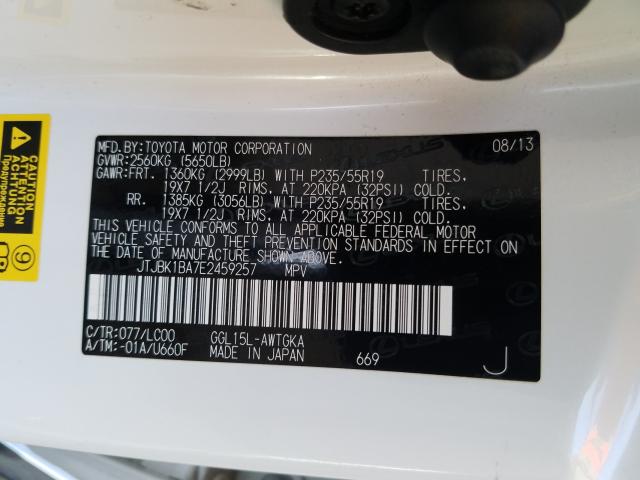 MFD.BY:TOYOTA MOTOR CORPORATION 08/13
GVWR:2560KG (5650LB)
GAWR:FRT. 1360KG (2999LB) WITH P235/55R19 TIRES,
19X7 1/2J RIMS, AT 220KPA (32PSI) COLD.
RR. 1385KG (3056LB) WITH P235/55R19 TIRES,
19X7 1/2J RIMS, AT 220KPA (32PSI) COLD.
THIS VEHICLE CONFORMS TO ALL APPLICABLE FEDERAL MOTOR
VEHICLE SAFETY AND THEFT PREVENTION STANDARDS IN EFFECT ON
THE DATE OF MANUFACTURE SHOWN ABOVE.
JTJBK1BA7E2459257 MPV
C/TR:077/LC00 GGL15L-AWTGKA
A/TM:-01A/U660F MADE IN JAPAN 669 J
Warning
Avertissement
Предупреждение
9
LEXUS